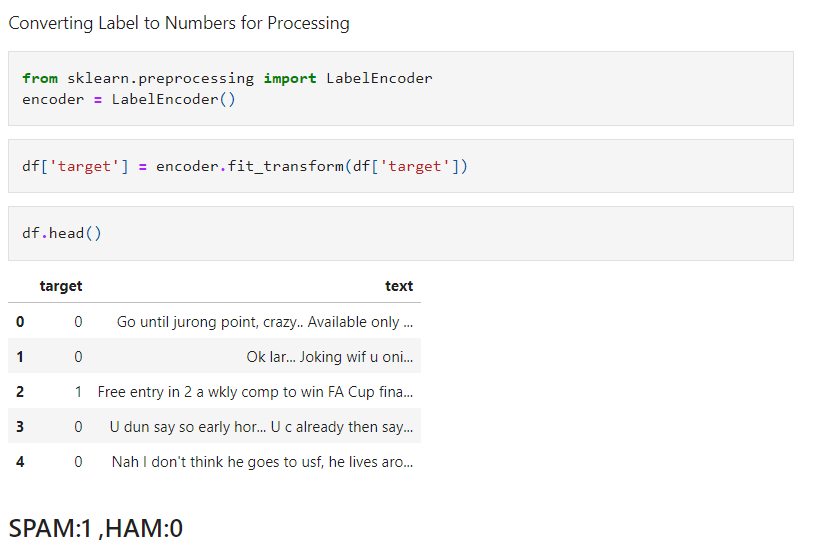 Converting Label to Numbers for Processing
from sklearn.preprocessing import LabelEncoder
encoder = LabelEncoder()
df['target'] = encoder.fit_transform(df['target'])
df.head()
target text
0 0 Go until jurong point, crazy.. Available only ...
1 0 Ok lar... Joking wif u oni...
2 1 Free entry in 2 a wkly comp to win FA Cup fina...
3 0 U dun say so early hor... U c already then say...
4 0 Nah I don't think he goes to usf, he lives aro...
SPAM:1 ,HAM:0